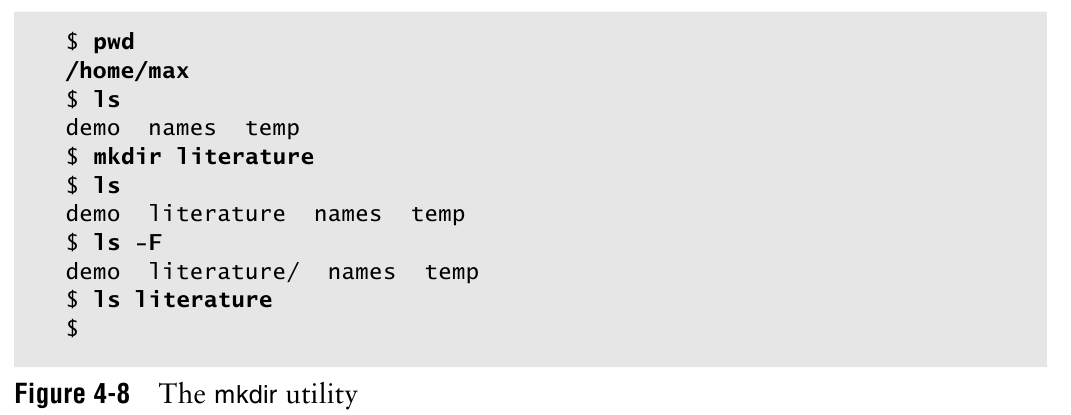 $ pwd
/home/max
$ ls
demo  names  temp
$ mkdir literature
$ ls
demo  literature  names  temp
$ ls -F
demo  literature/  names  temp
$ ls literature
$
Figure 4-8  The mkdir utility